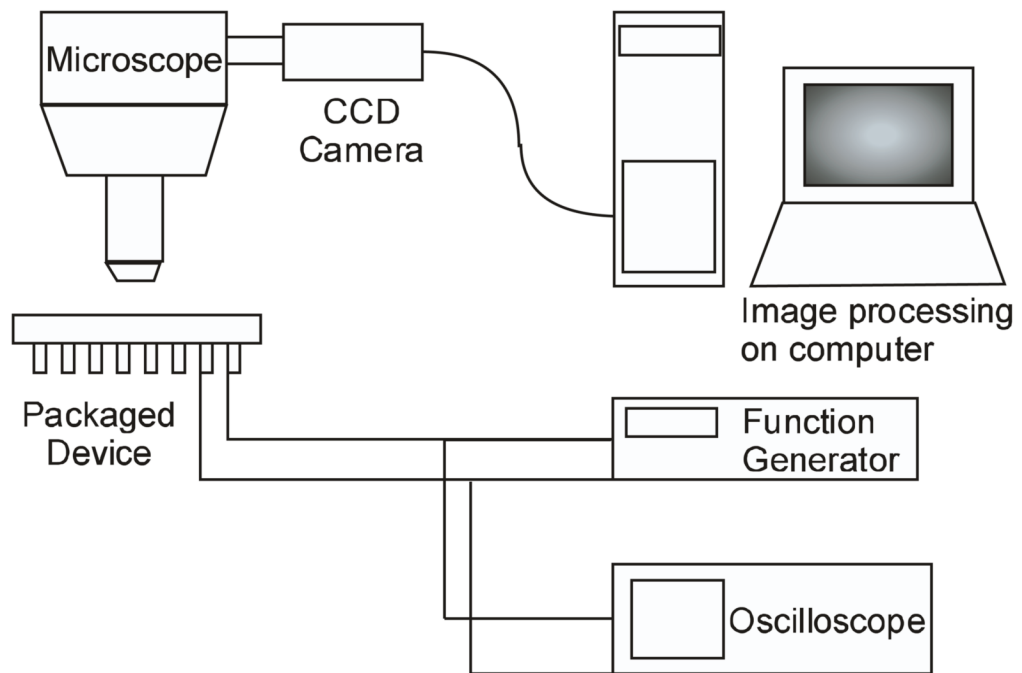 Microscope
CCD
Camera
Image processing
on computer
Packaged
Device
Function
Generator
Oscilloscope